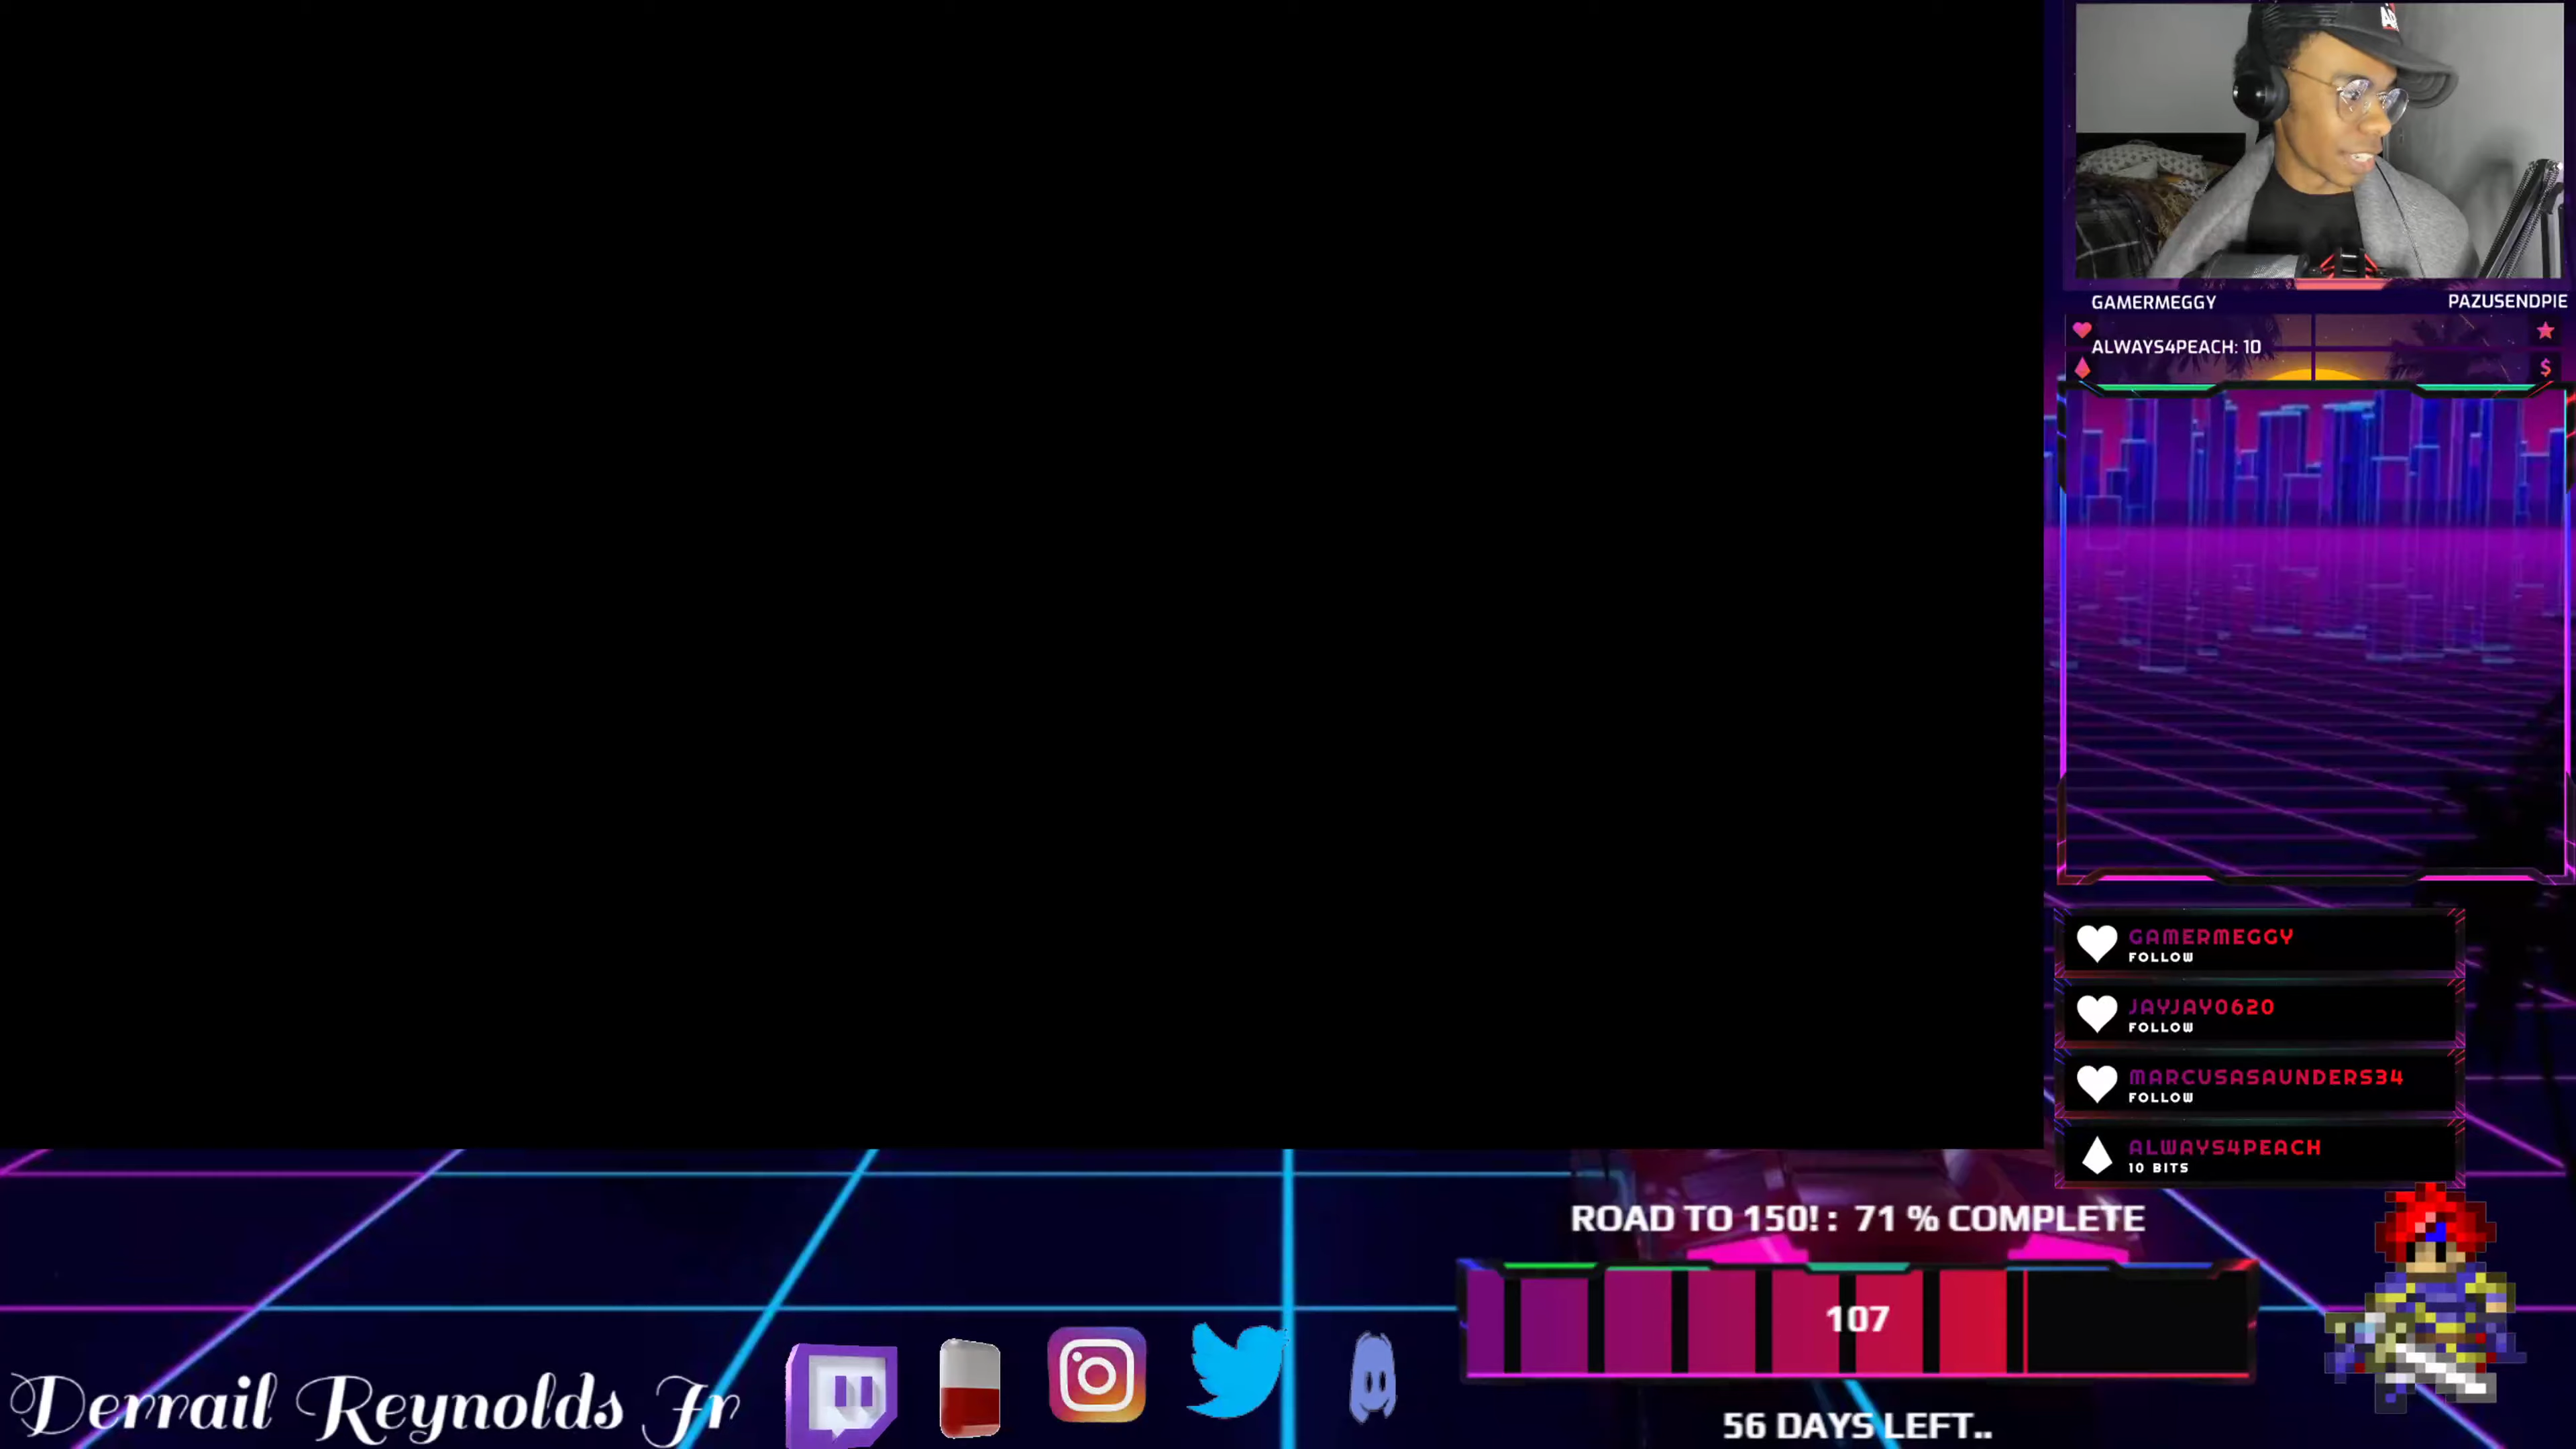 GAMERMEGGY PAZUSENDPIE
ALWAYS4PEACH: 10
$
GAMERMEGGY
FOLLOW
JAYJAY0620
FOLLOW
MARCUSASAUNDERS34
FOLLOW
ALWAYS4PEACH
10 BITS
ROAD TO 150! : 71 % COMPLETE
107
56 DAYS LEFT..
Derrail Reynolds Jr